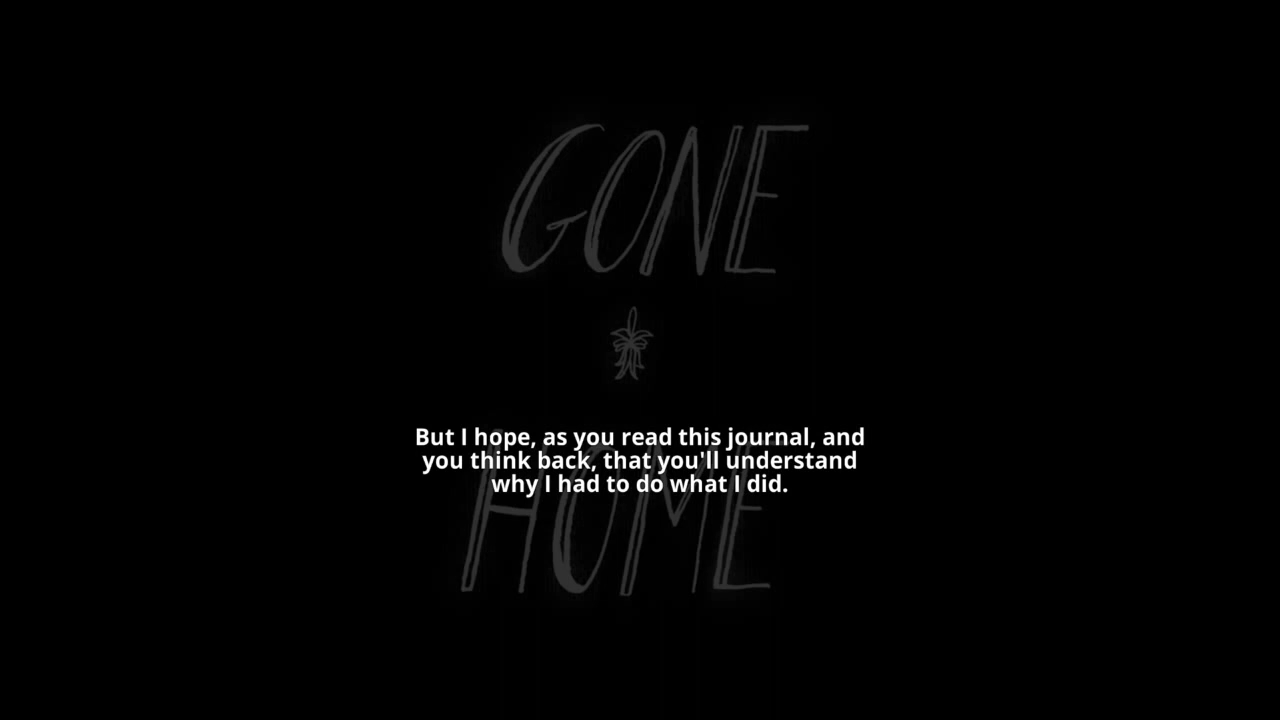 GONE
But I hope, as you read this journal, and
you think back, that you'll understand
why I had to do what I did.
HOME